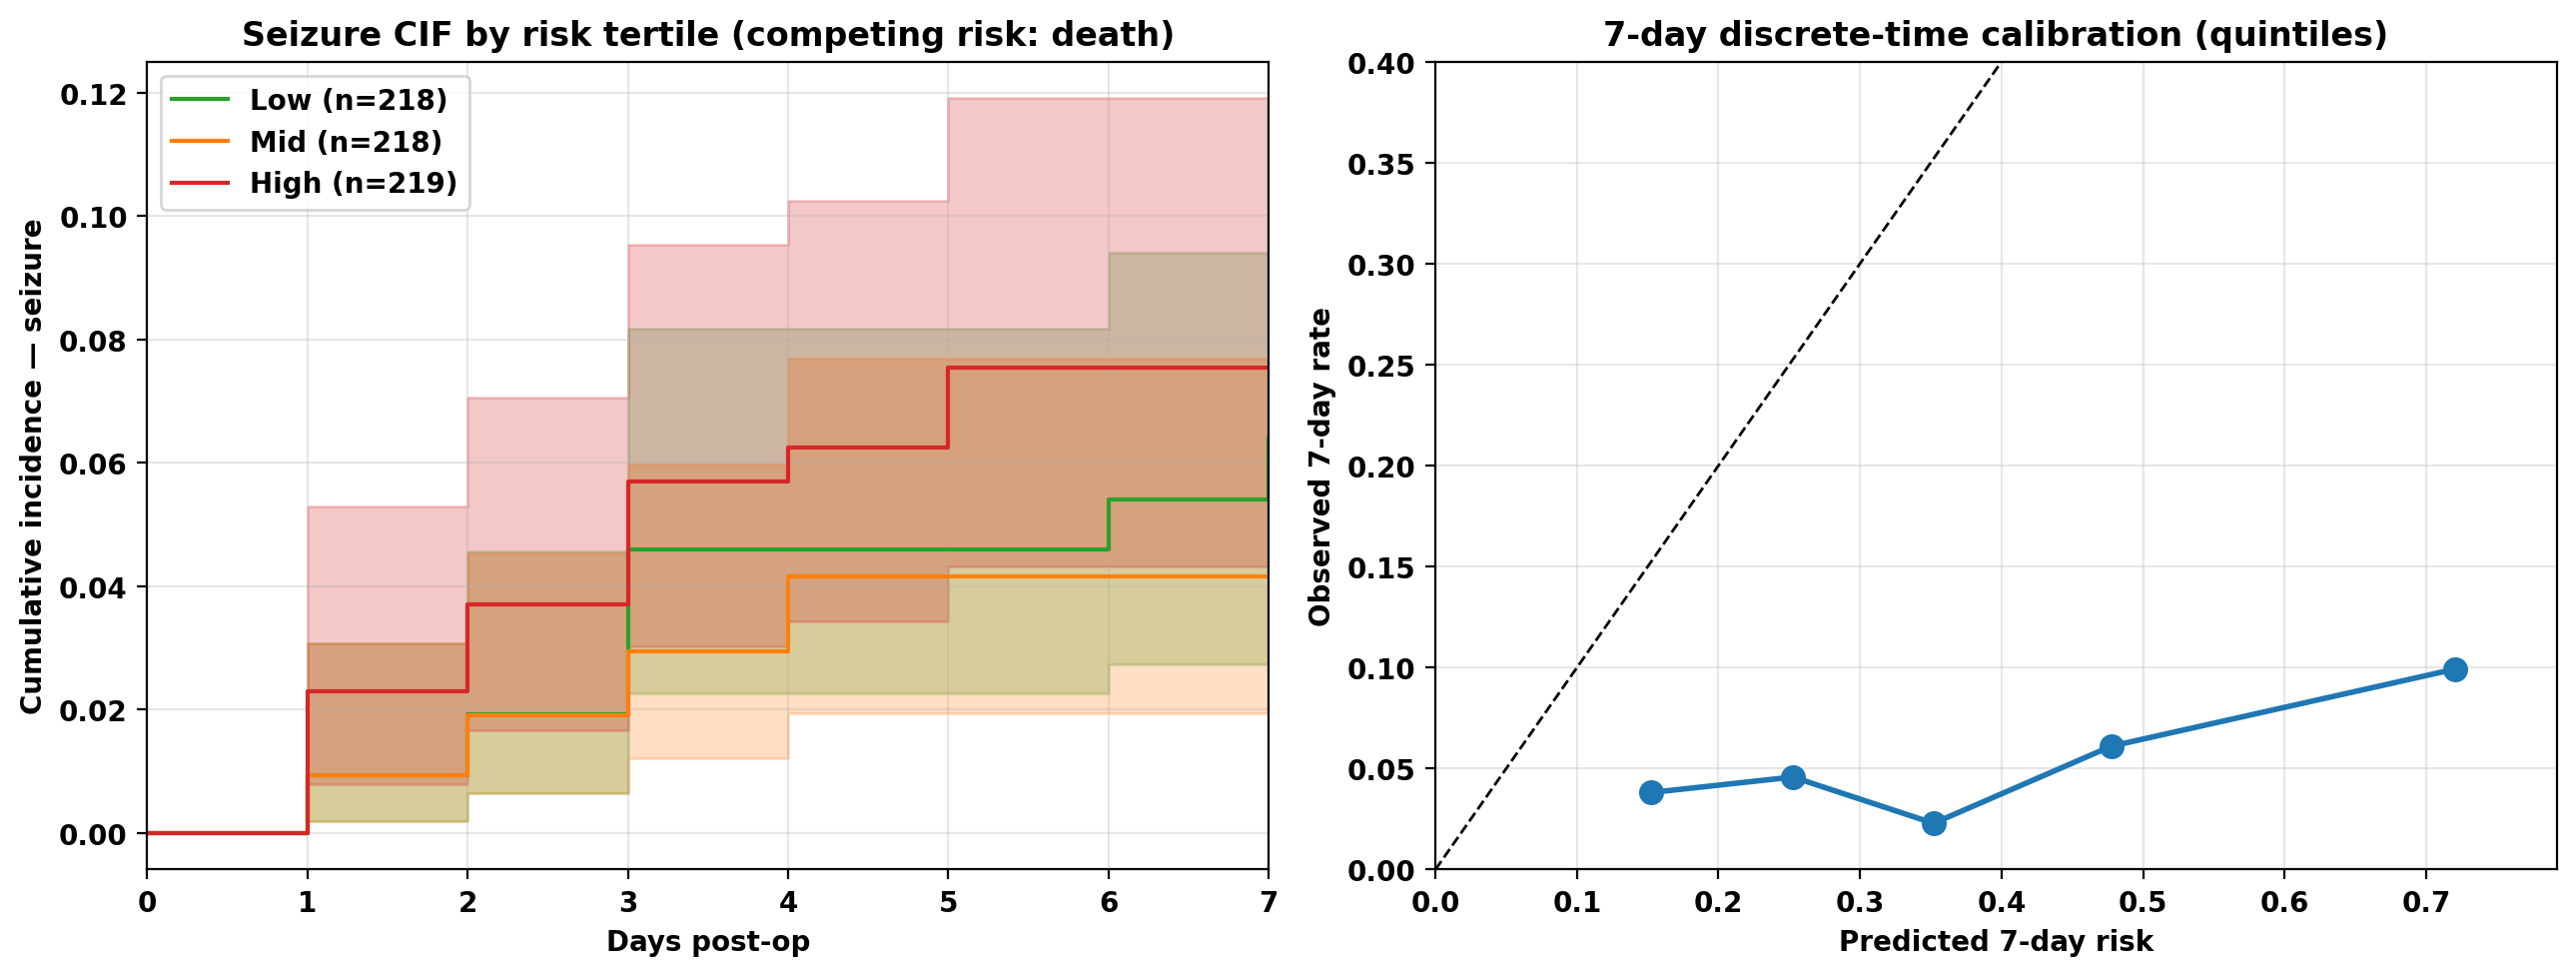 Seizure CIF by risk tertile (competing risk: death)
Low (n=218)
Mid (n=218)
High (n=219)
0.12
0.10
0.08
0.06
0.04
0.02
0.00
Cumulative incidence — seizure
0 1 2 3 4 5 6 7
Days post-op
7-day discrete-time calibration (quintiles)
0.40
0.35
0.30
0.25
0.20
0.15
0.10
0.05
0.00
Observed 7-day rate
0.0 0.1 0.2 0.3 0.4 0.5 0.6 0.7
Predicted 7-day risk